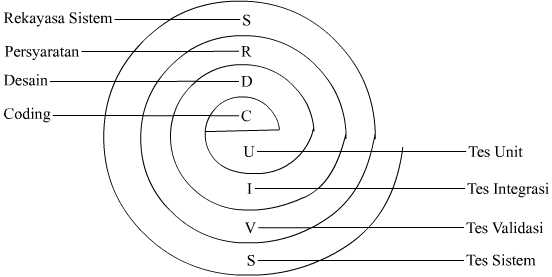 Rekayasa Sistem S
Persyaratan R
Desain D
Coding C
U Tes Unit
I Tes Integrasi
V Tes Validasi
S Tes Sistem